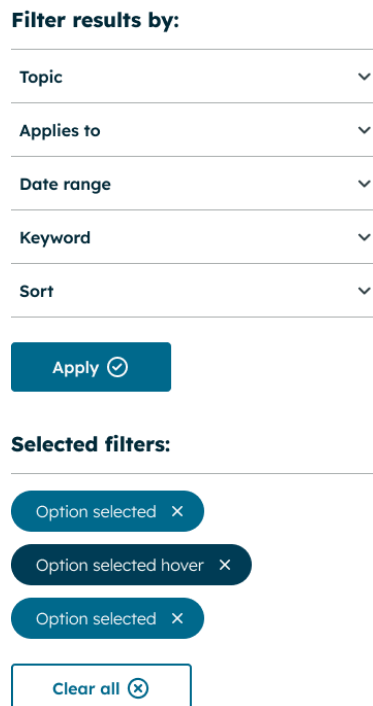 Filter results by:
Topic
Applies to
Date range
Keyword
Sort
Apply
Selected filters:
Option selected
Option selected hover
Option selected
Clear all